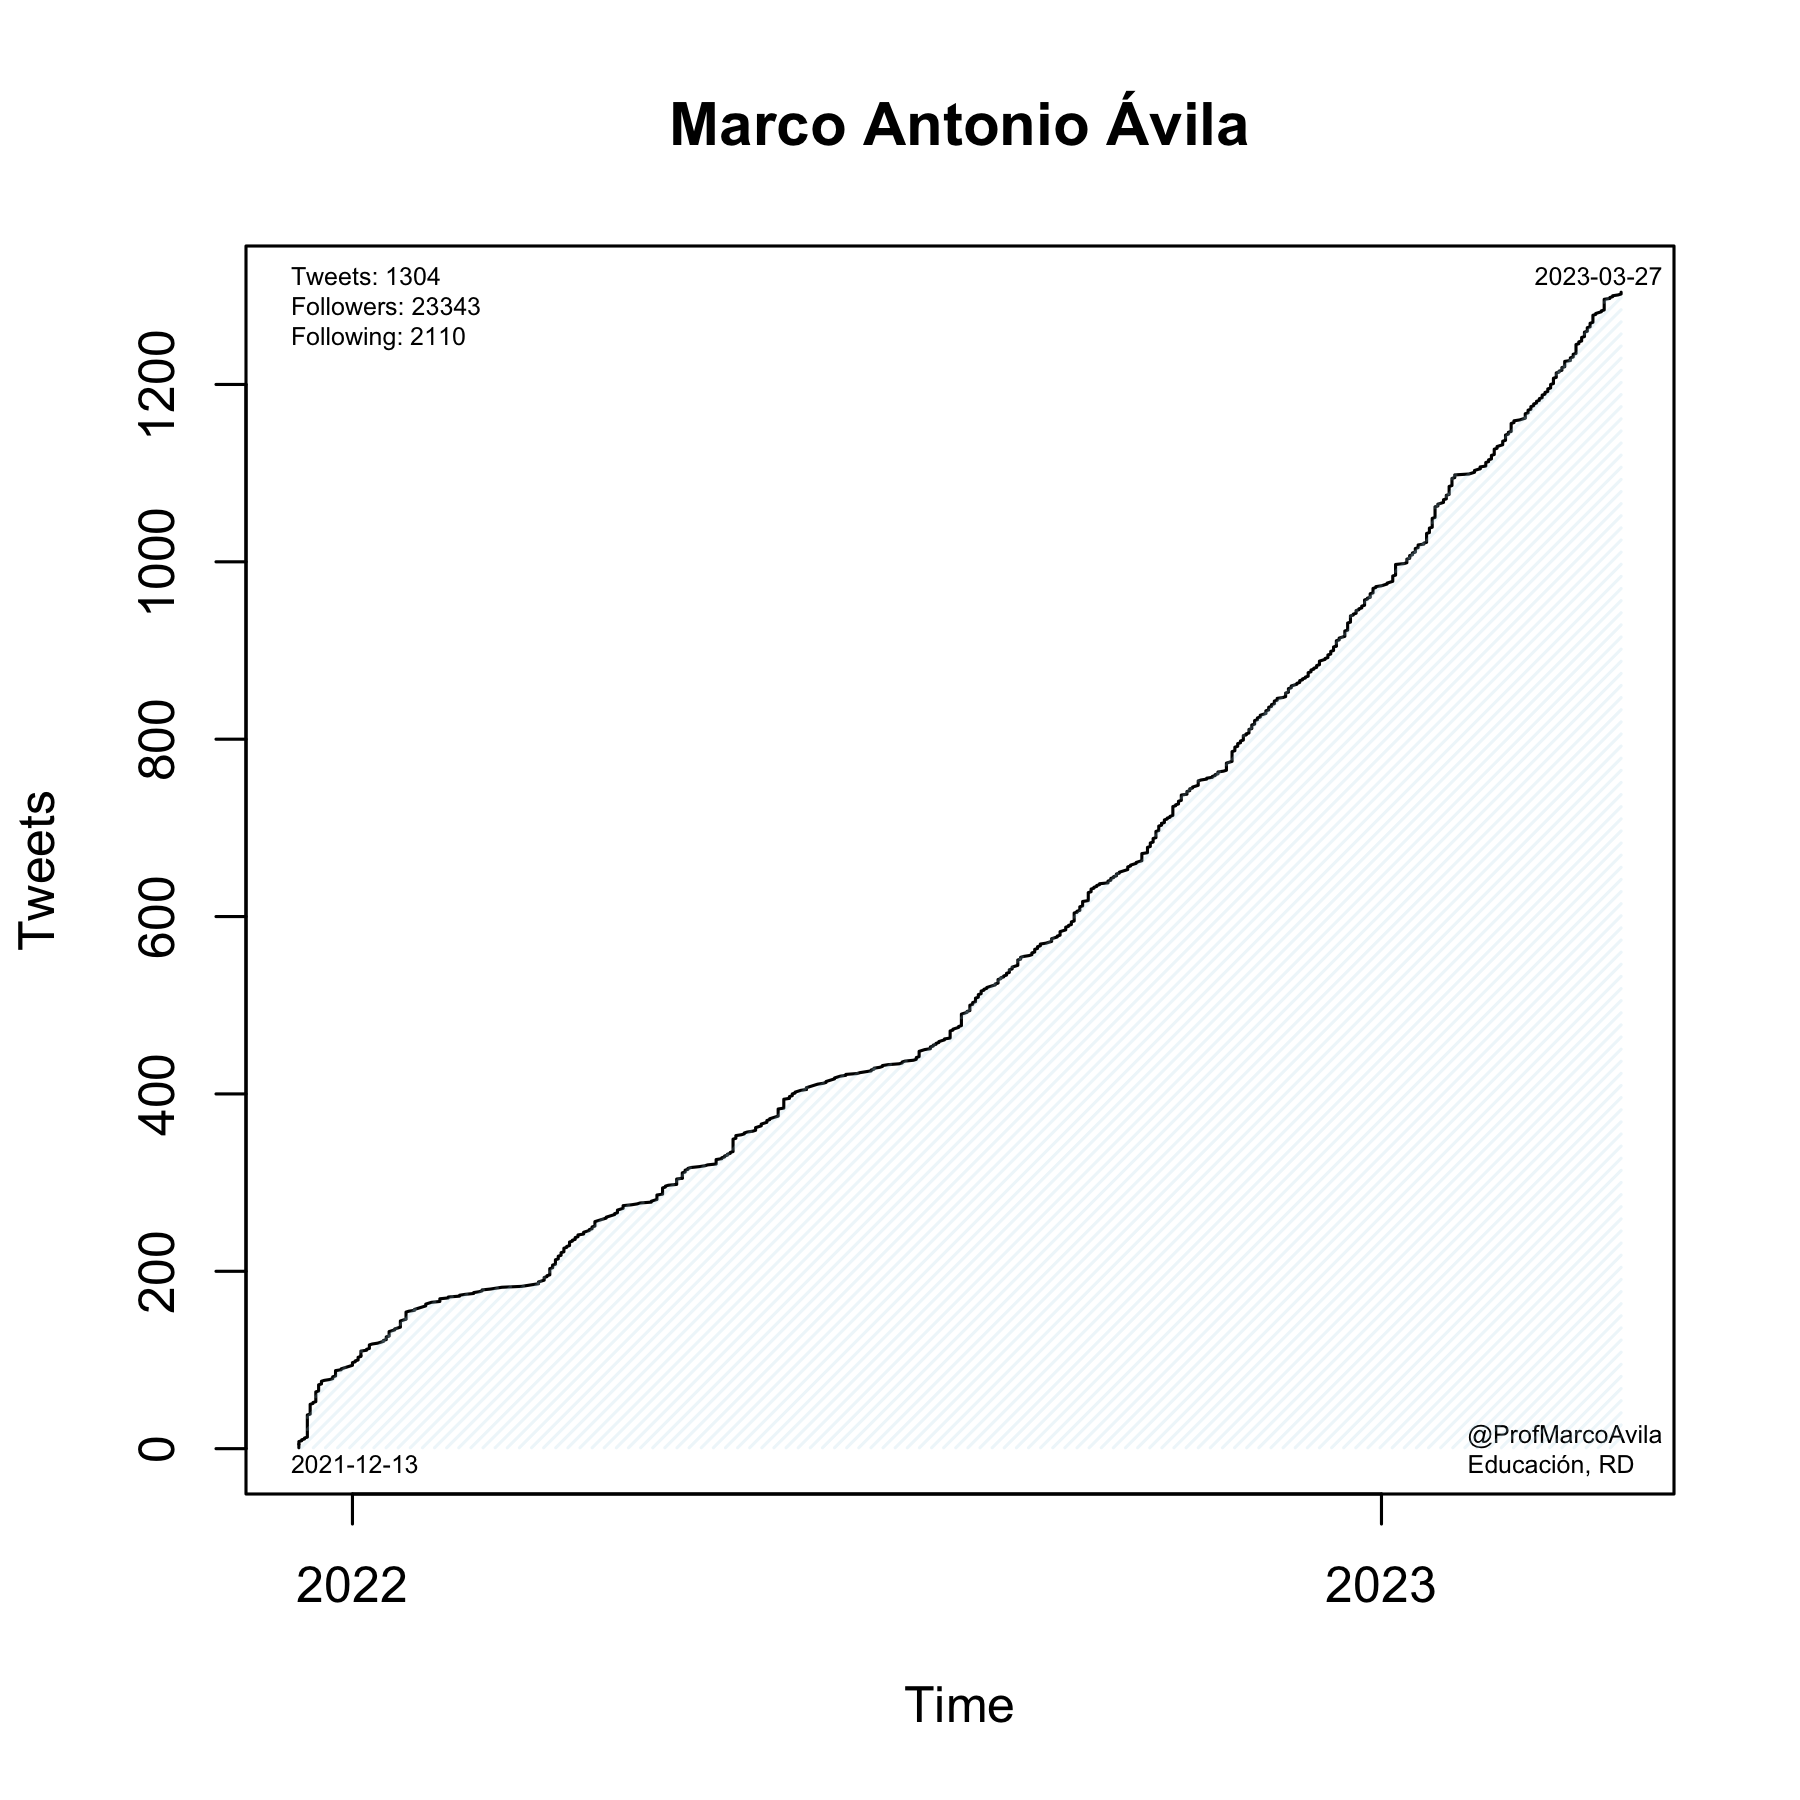 Marco Antonio Ávila
Tweets: 1304
Followers: 23343
Following: 2110
2023-03-27
1200
1000
800
600
400
200
0
Tweets
2021-12-13
@ProfMarcoAvila
Educación, RD
2022
2023
Time